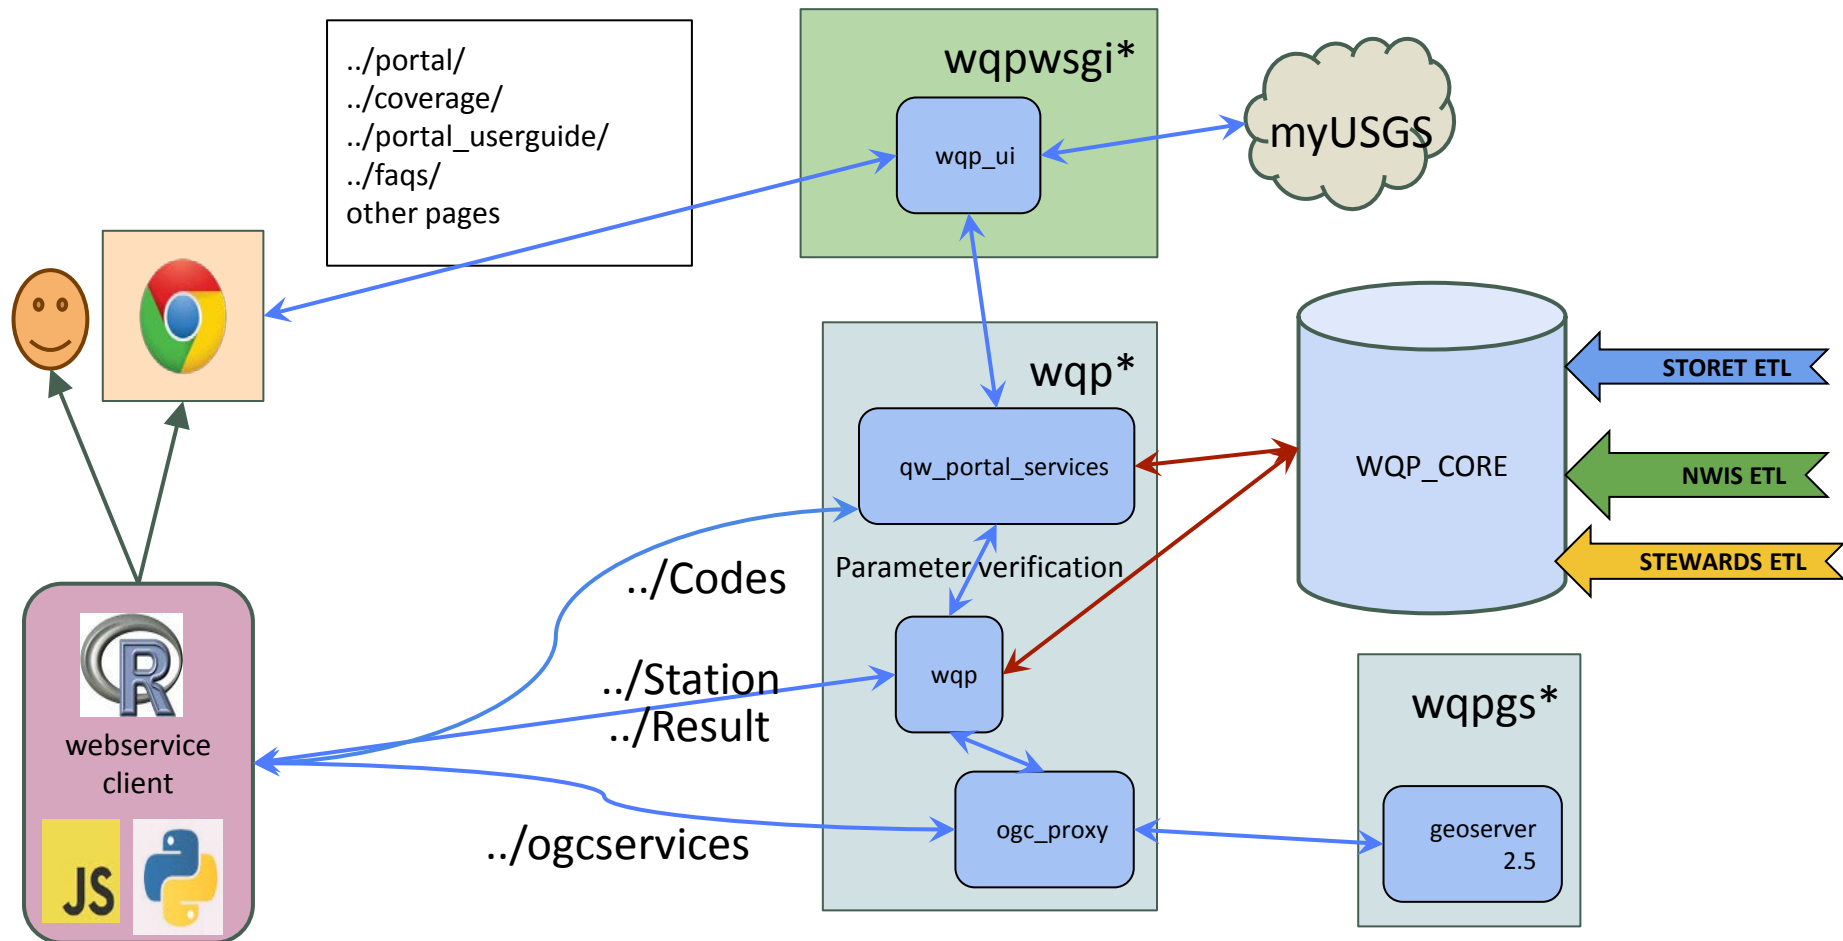 ../portal/
../coverage/
../portal_userguide/
../faqs/
other pages
wqpwsgi*
wqp_ui
myUSGS
wqp*
qw_portal_services
WQP_CORE
STORET ETL
NWIS ETL
STEWARDS ETL
../Codes
Parameter verification
../Station
../Result
wqp
wqpgs*
R
webservice
client
JS
../ogcservices
ogc_proxy
geoserver
2.5